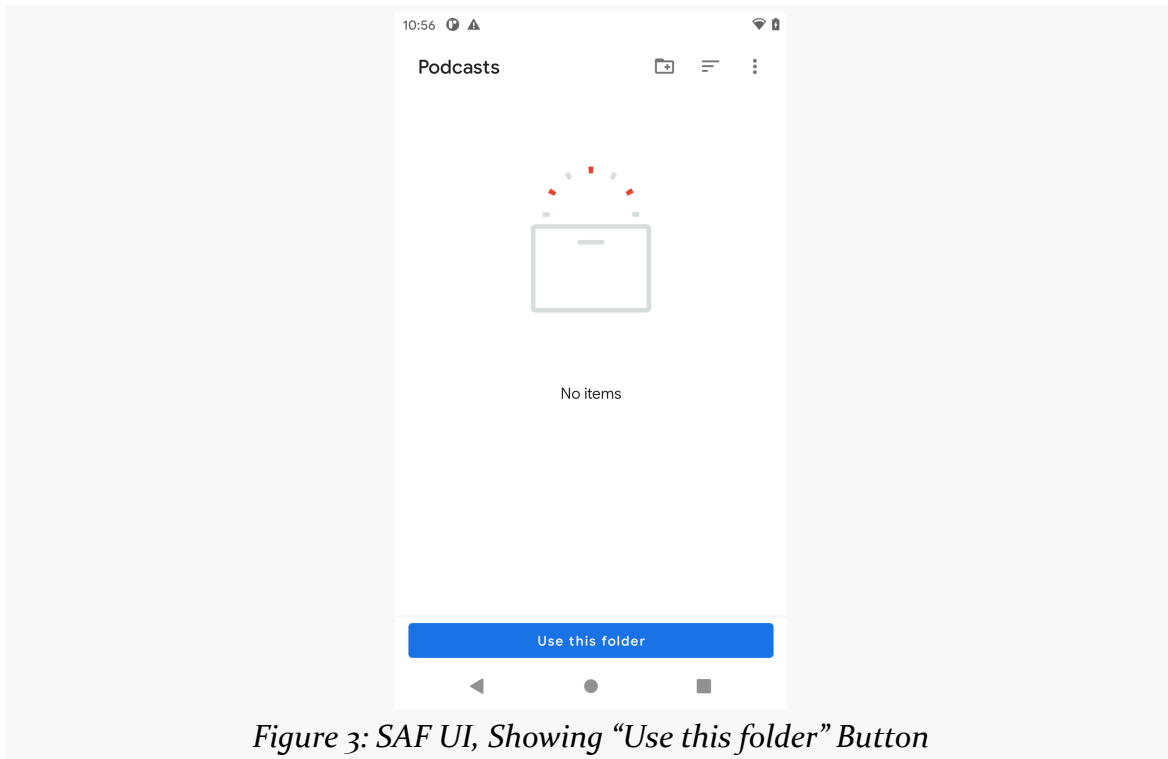 10:56
Podcasts
No items
Use this folder
Figure 3: SAF UI, Showing “Use this folder” Button